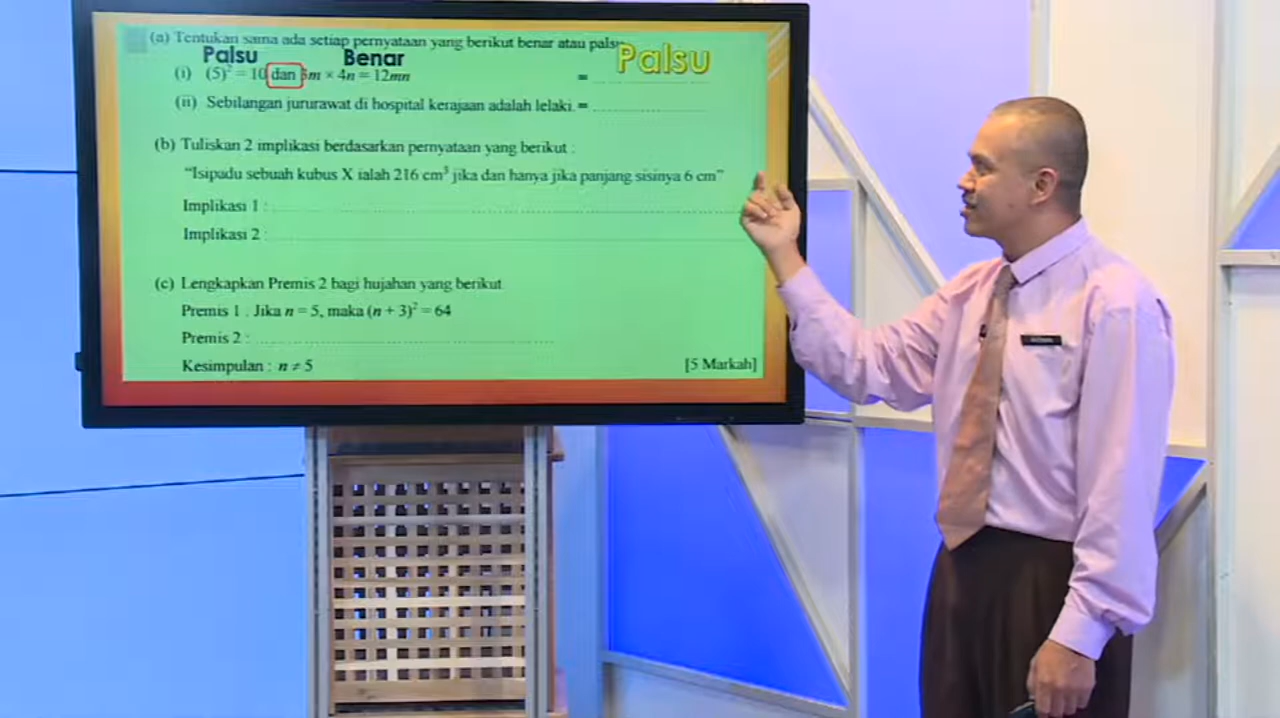 (a) Tentukan sama ada setiap pernyataan yang berikut benar atau palsu
Palsu Benar Palsu
(i) (5)² = 10 dan 3m × 4n = 12mn =
(ii) Sebilangan jururawat di hospital kerajaan adalah lelaki. =
(b) Tuliskan 2 implikasi berdasarkan pernyataan yang berikut :
“Isipadu sebuah kubus X ialah 216 cm³ jika dan hanya jika panjang sisinya 6 cm”
Implikasi 1 :
Implikasi 2 :
(c) Lengkapkan Premis 2 bagi hujahan yang berikut
Premis 1 : Jika n = 5, maka (n + 3)² = 64
Premis 2 :
Kesimpulan : n ≠ 5
[5 Markah]